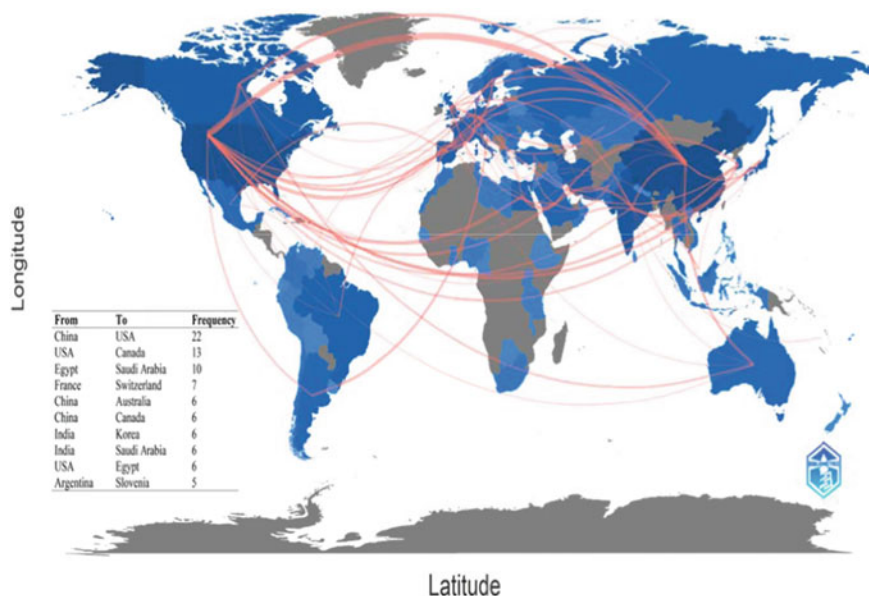 Longitude
From To Frequency
China USA 22
USA Canada 13
Egypt Saudi Arabia 10
France Switzerland 7
China Australia 6
China Canada 6
India Korea 6
India Saudi Arabia 6
USA Egypt 6
Argentina Slovenia 5
Latitude